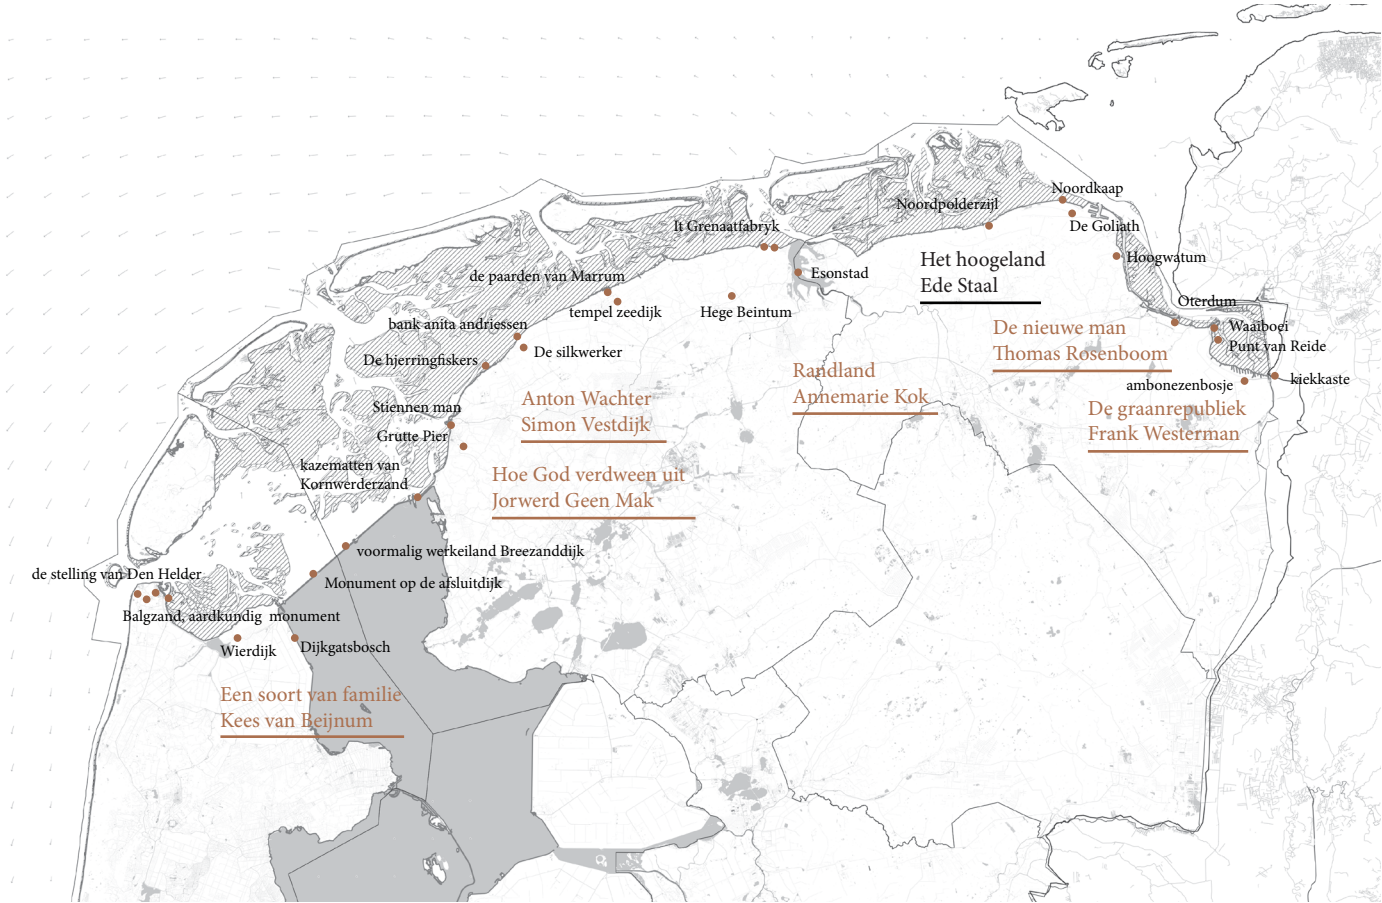 Noordkaap
Noordpolderzijl
De Goliath
It Grenaatfabryk
Hoogwatum
Het hoogeland
Ede Staal
Esonstad
de paarden van Marrum
Oterdum
tempel zeedijk
Hege Beintum
bank anita andriessen
De nieuwe man
Thomas Rosenboom
Waaiboei
Punt van Reide
De silkwerker
De hjerringfiskers
Randland
Annemarie Kok
ambonezenbosje
kiekkaste
Anton Wachter
Simon Vestdijk
Stiennen man
De graanrepubliek
Frank Westerman
Grutte Pier
kazematten van
Kornwerderzand
Hoe God verdween uit
Jorwerd Geen Mak
voormalig werkeiland Breezanddijk
de stelling van Den Helder
Monument op de afsluitdijk
Balgzand, aardkundig monument
Wierdijk
Dijkgatsbosch
Een soort van familie
Kees van Beijnum